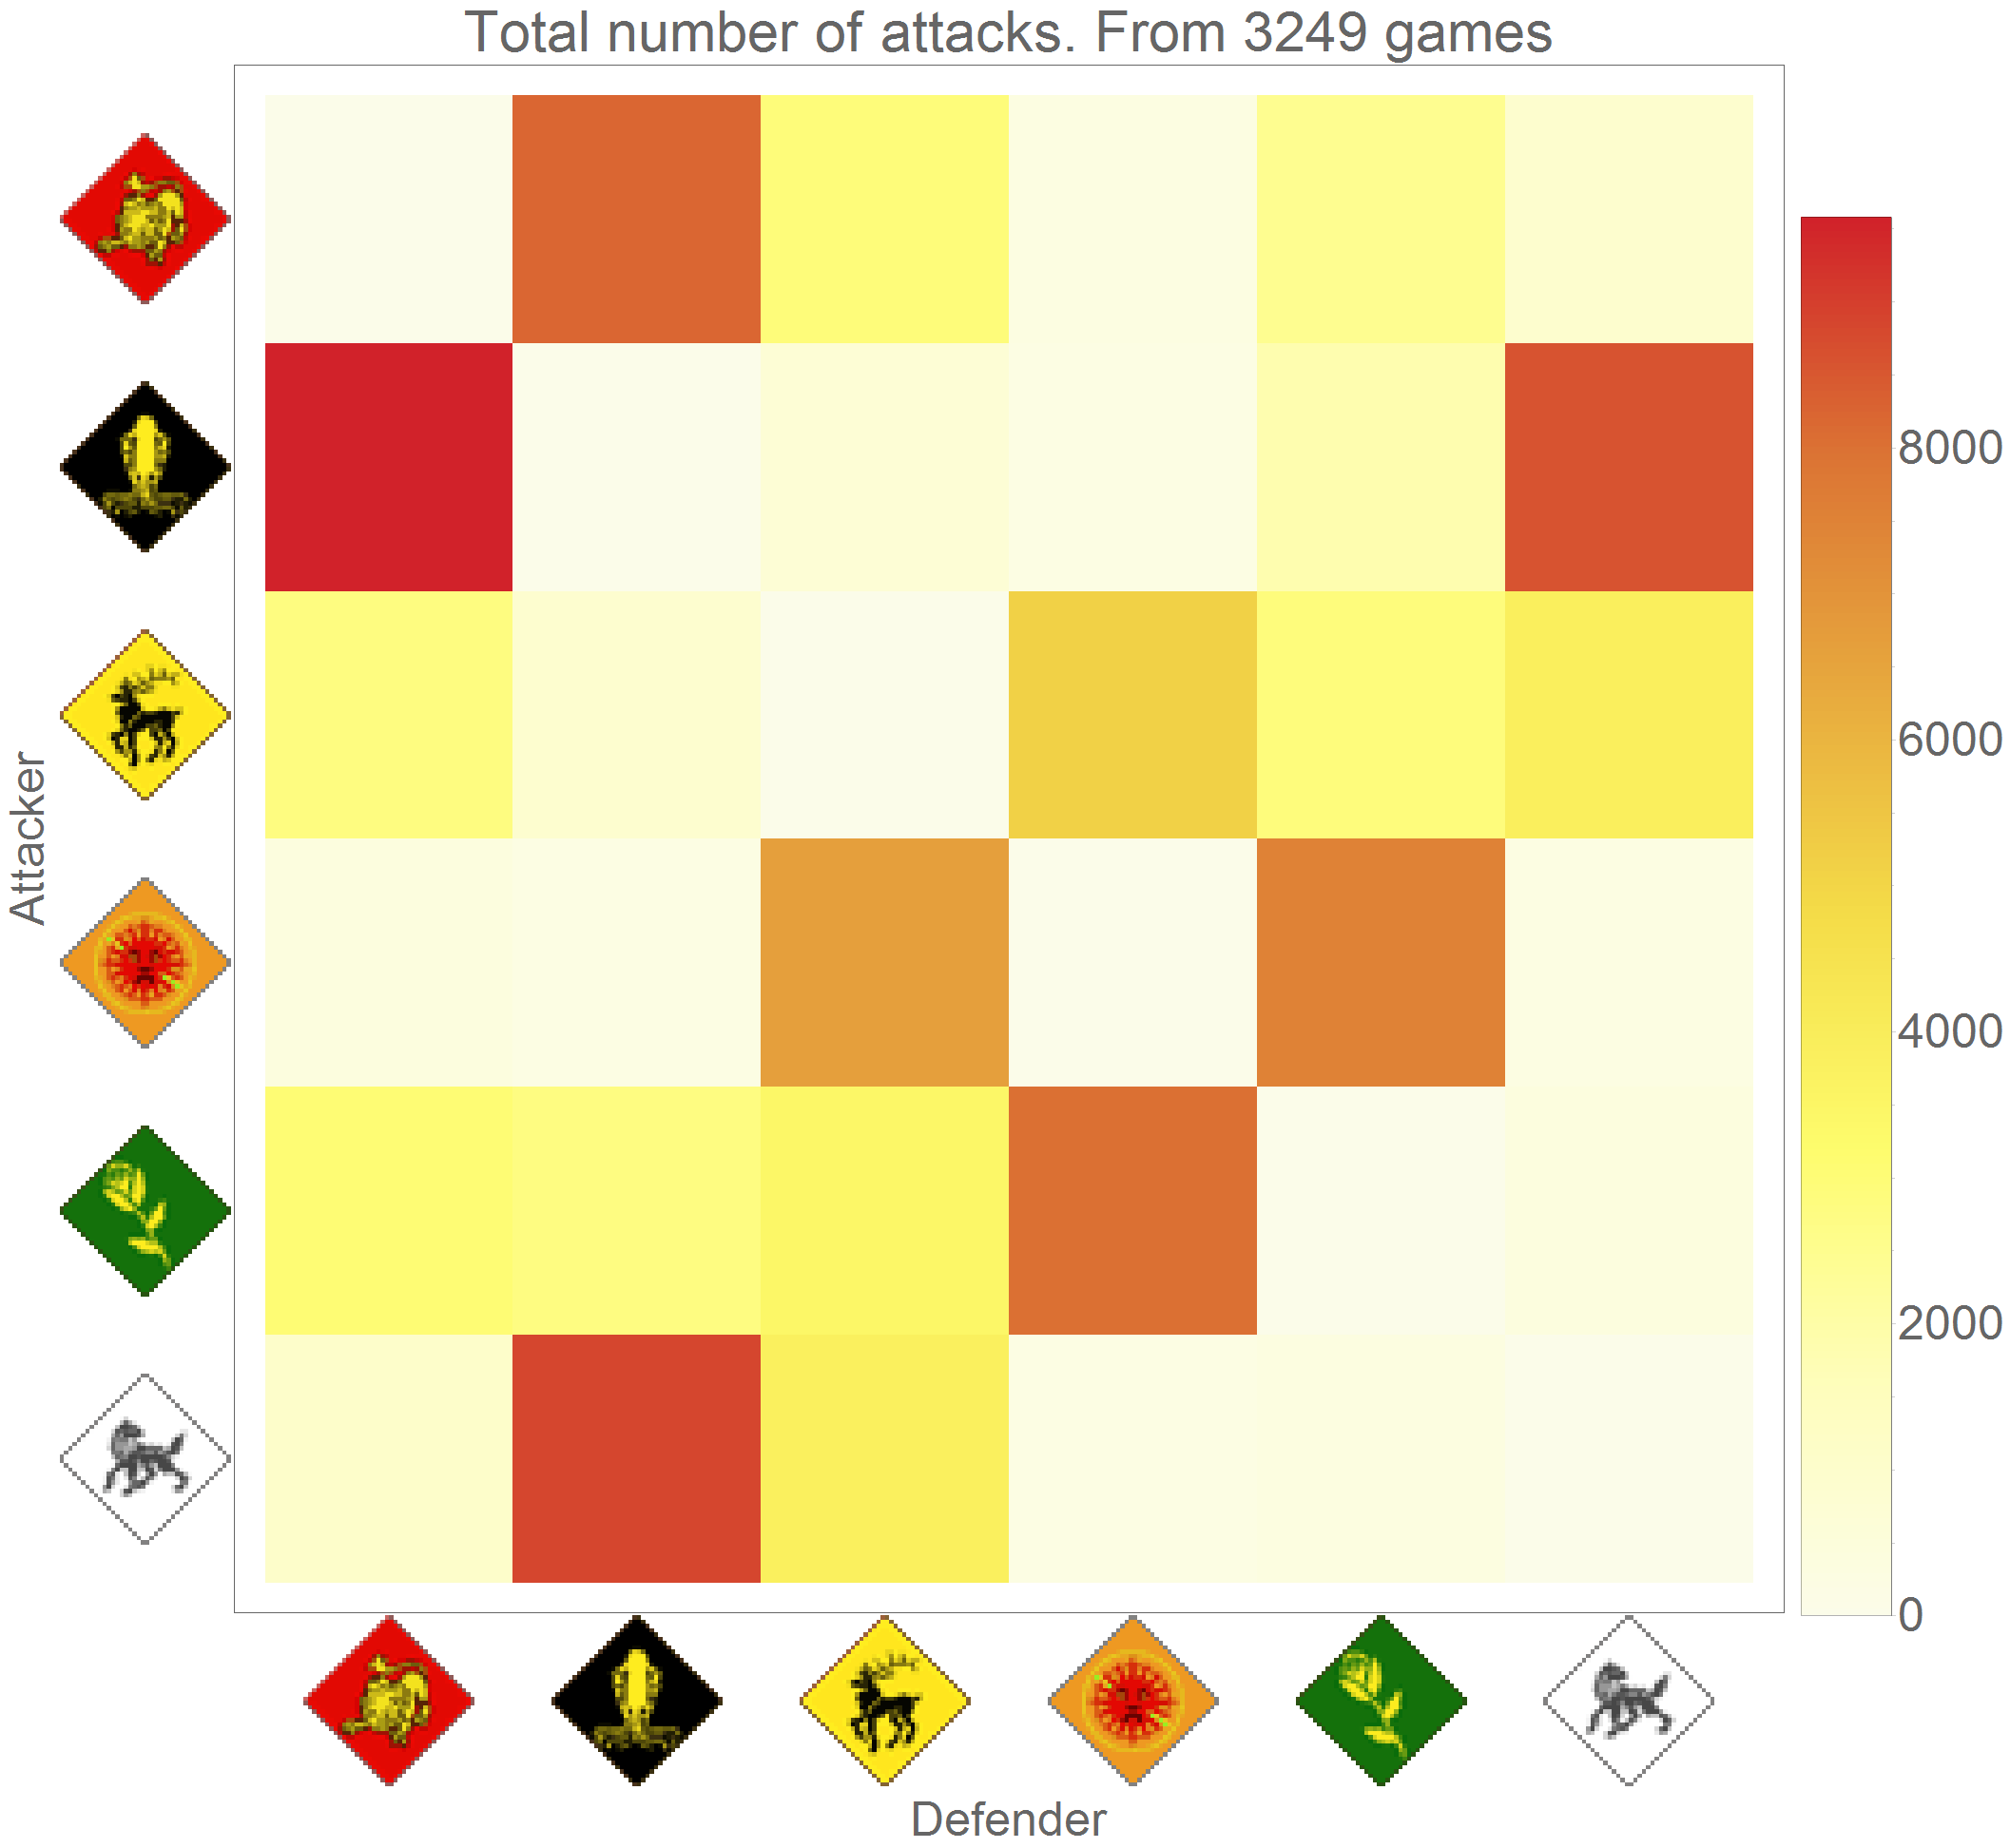 Total number of attacks. From 3249 games
Attacker
8000
6000
4000
2000
0
Defender